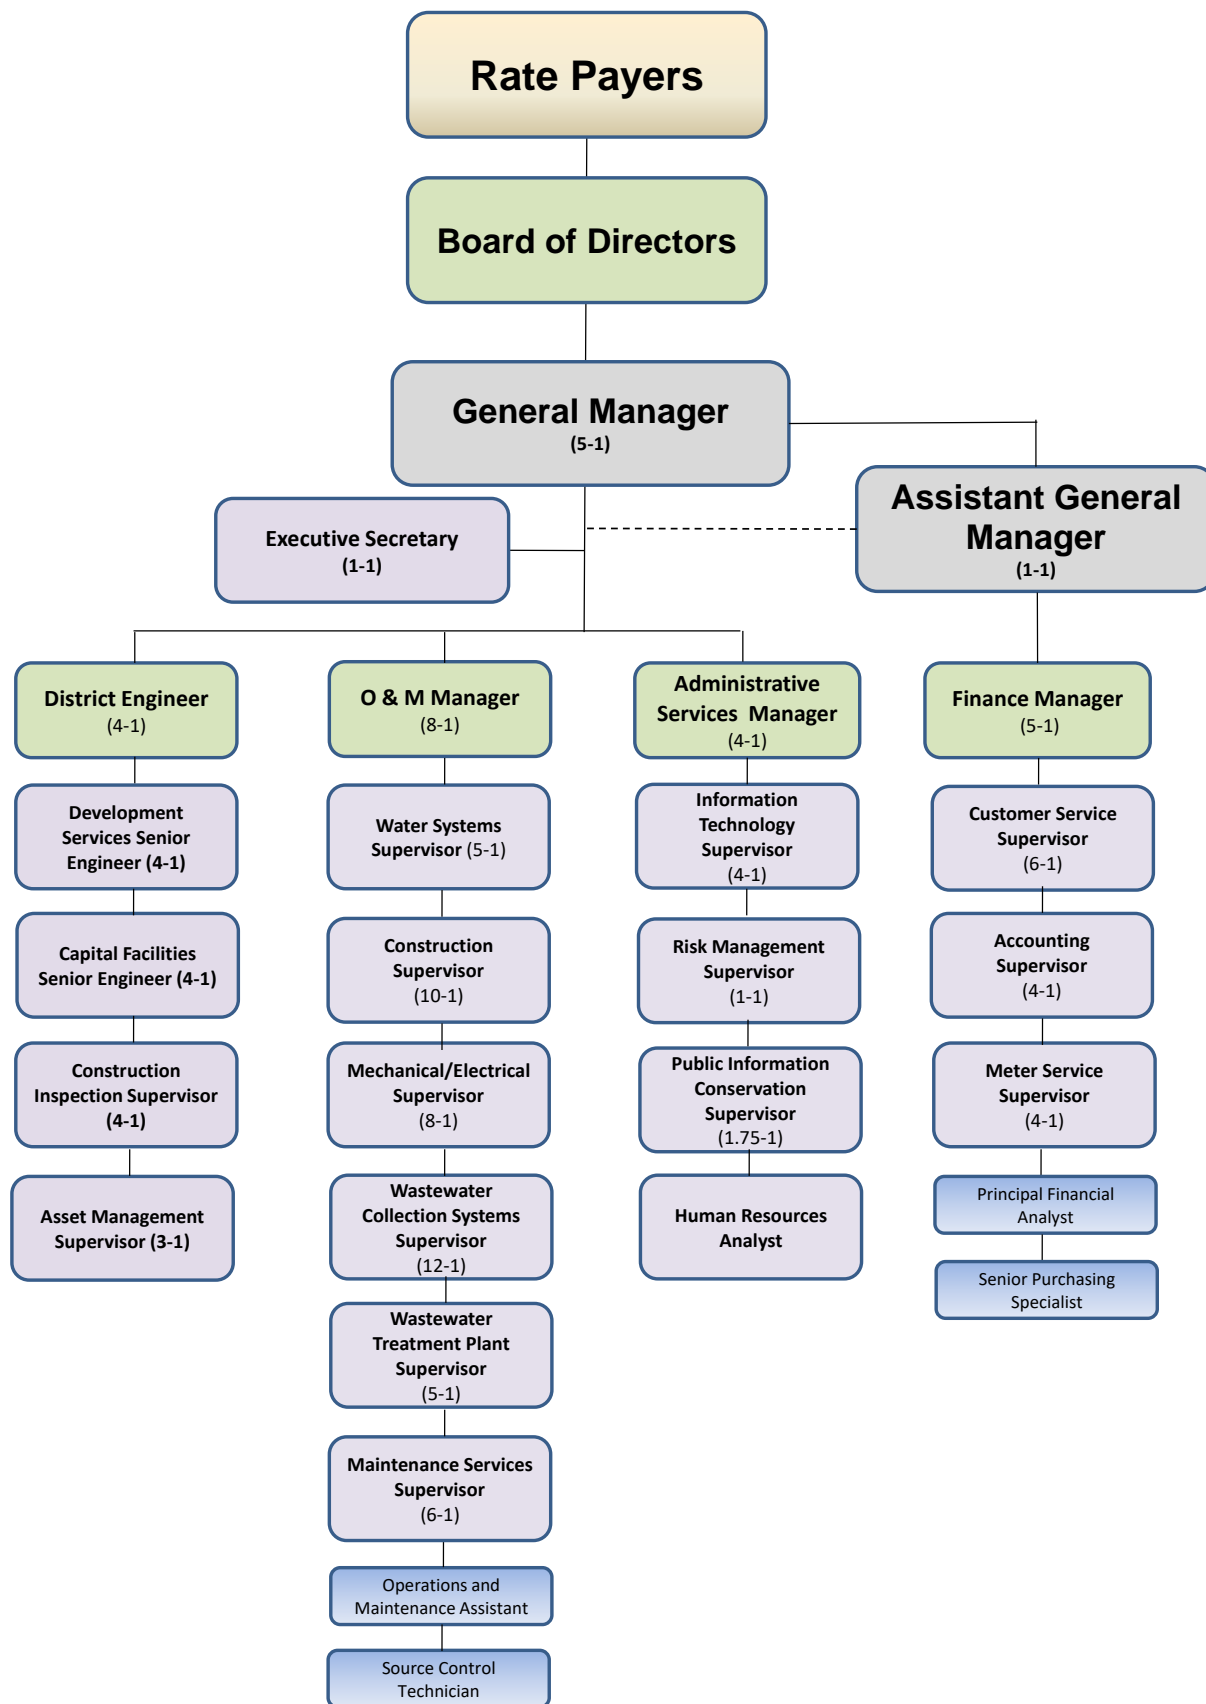 Rate Payers
Board of Directors
General Manager
(5-1)
Assistant General
Manager
(1-1)
Executive Secretary
(1-1)
District Engineer
(4-1)
Development
Services Senior
Engineer (4-1)
Capital Facilities
Senior Engineer (4-1)
Construction
Inspection Supervisor
(4-1)
Asset Management
Supervisor (3-1)
O & M Manager
(8-1)
Water Systems
Supervisor (5-1)
Construction
Supervisor
(10-1)
Mechanical/Electrical
Supervisor
(8-1)
Wastewater
Collection Systems
Supervisor
(12-1)
Wastewater
Treatment Plant
Supervisor
(5-1)
Maintenance Services
Supervisor
(6-1)
Operations and
Maintenance Assistant
Source Control
Technician
Administrative
Services Manager
(4-1)
Information
Technology
Supervisor
(4-1)
Risk Management
Supervisor
(1-1)
Public Information
Conservation
Supervisor
(1.75-1)
Human Resources
Analyst
Finance Manager
(5-1)
Customer Service
Supervisor
(6-1)
Accounting
Supervisor
(4-1)
Meter Service
Supervisor
(4-1)
Principal Financial
Analyst
Senior Purchasing
Specialist